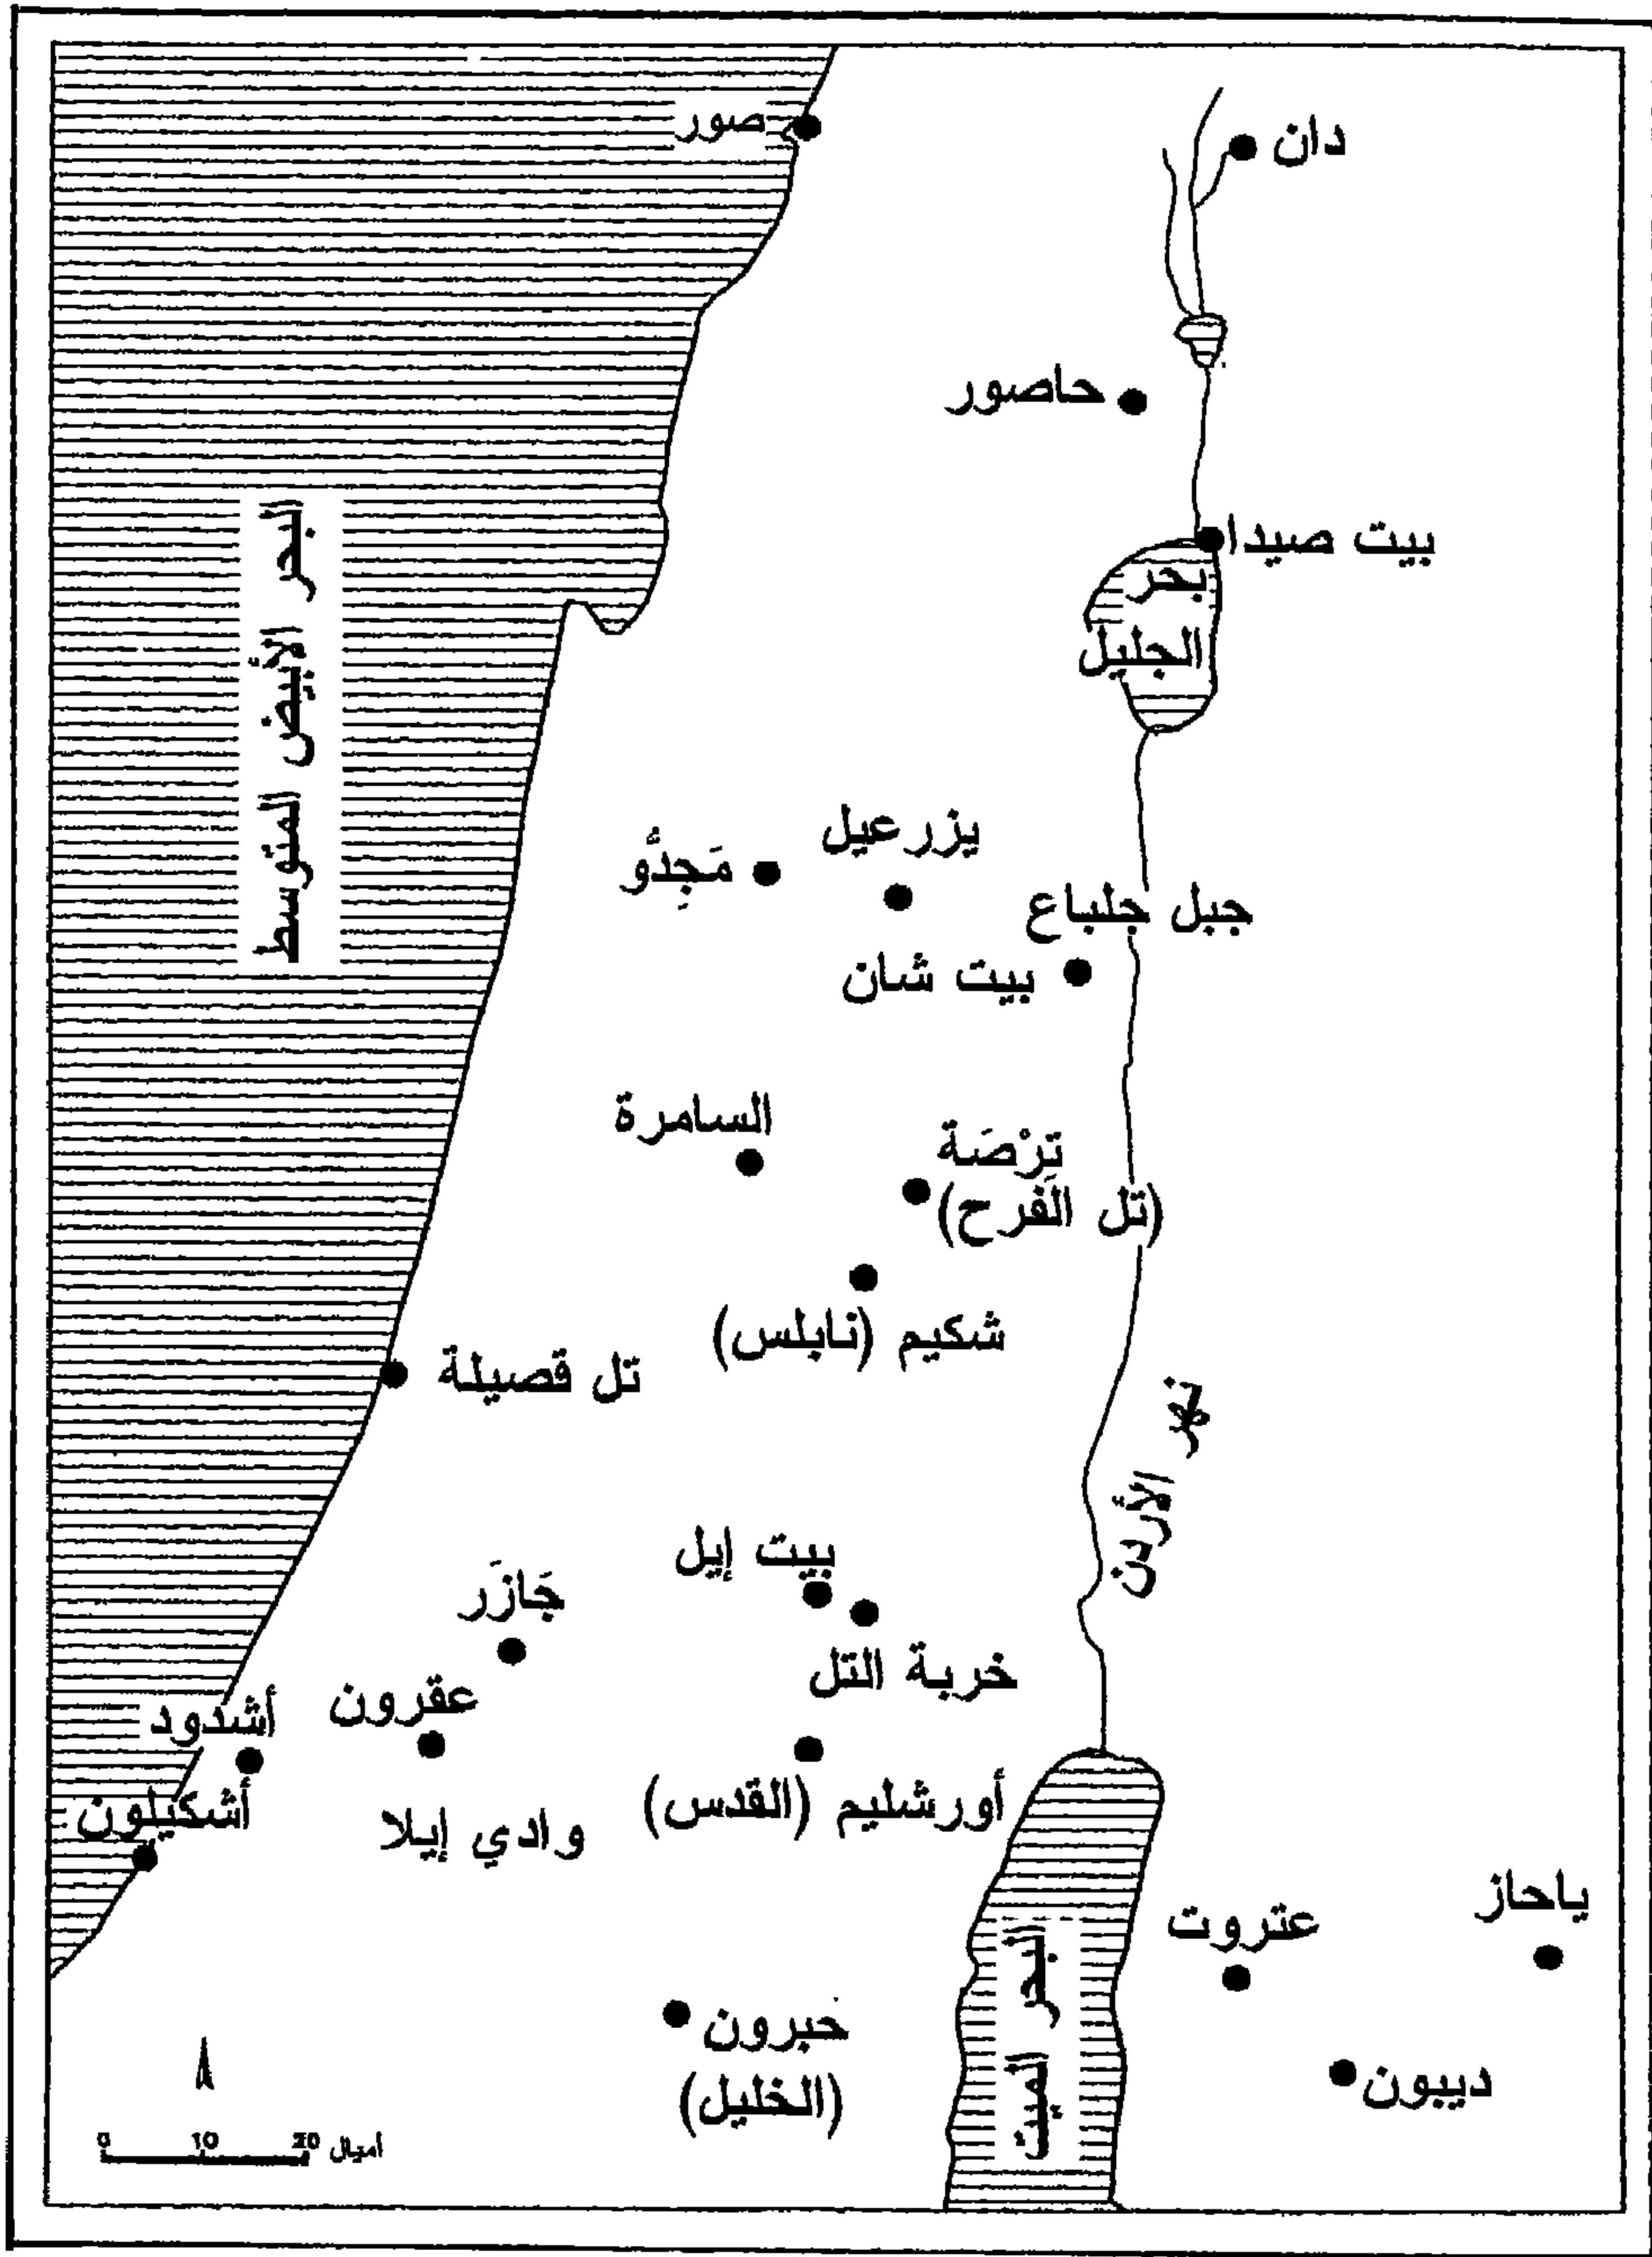 صور
دان
حاصور
بيت صيدا
بحر
الجليل
البحر الأبيض المتوسط
يزرعيل
مَجِدُّو
جبل جلباع
بيت شان
السامرة
تِرْصَة
(تل الفَرح)
شكيم (نابلس)
تل قصيلة
نهر الأردن
بيت إيل
جَازَر
خربة التل
عقرون
أشدود
أورشليم (القدس)
أشكيلون
وادي إيلا
ياحاز
عتروت
البحر الميت
حبرون
(الخليل)
ديبون
0 10 20 أميال